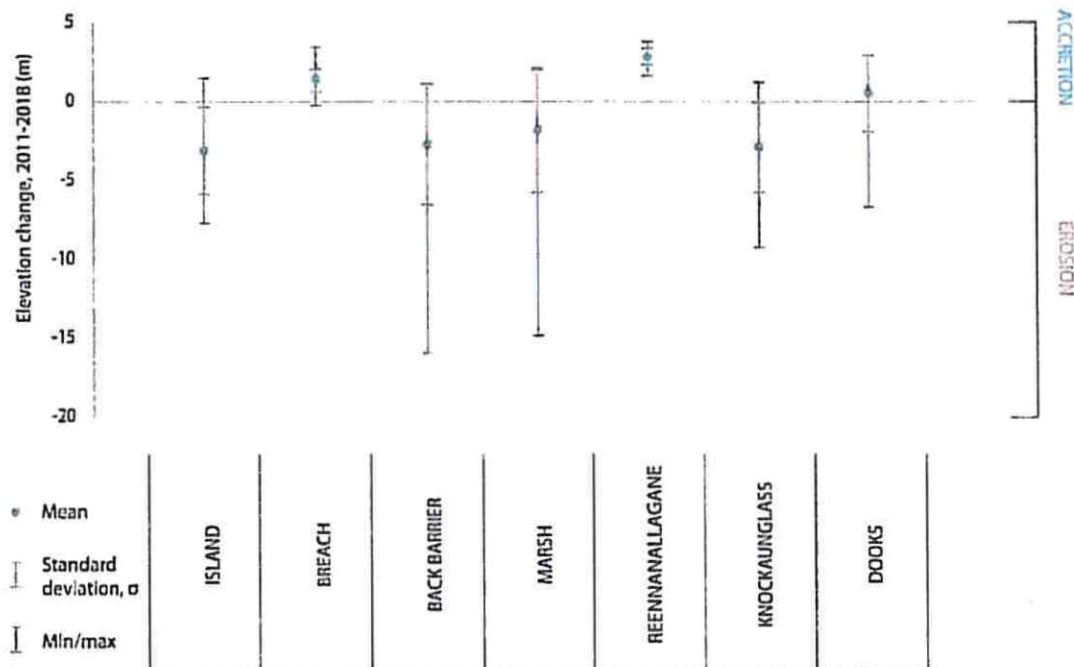 5
0
-5
-10
-15
-20
Elevation change, 2011-2018 (m)
ACCRETION
EROSION
Mean
Standard
deviation, σ
Min/max
ISLAND
BREACH
BACK BARRIER
MARSH
REENNANALLAGANE
KNOCKAUNGLASS
DOOKS